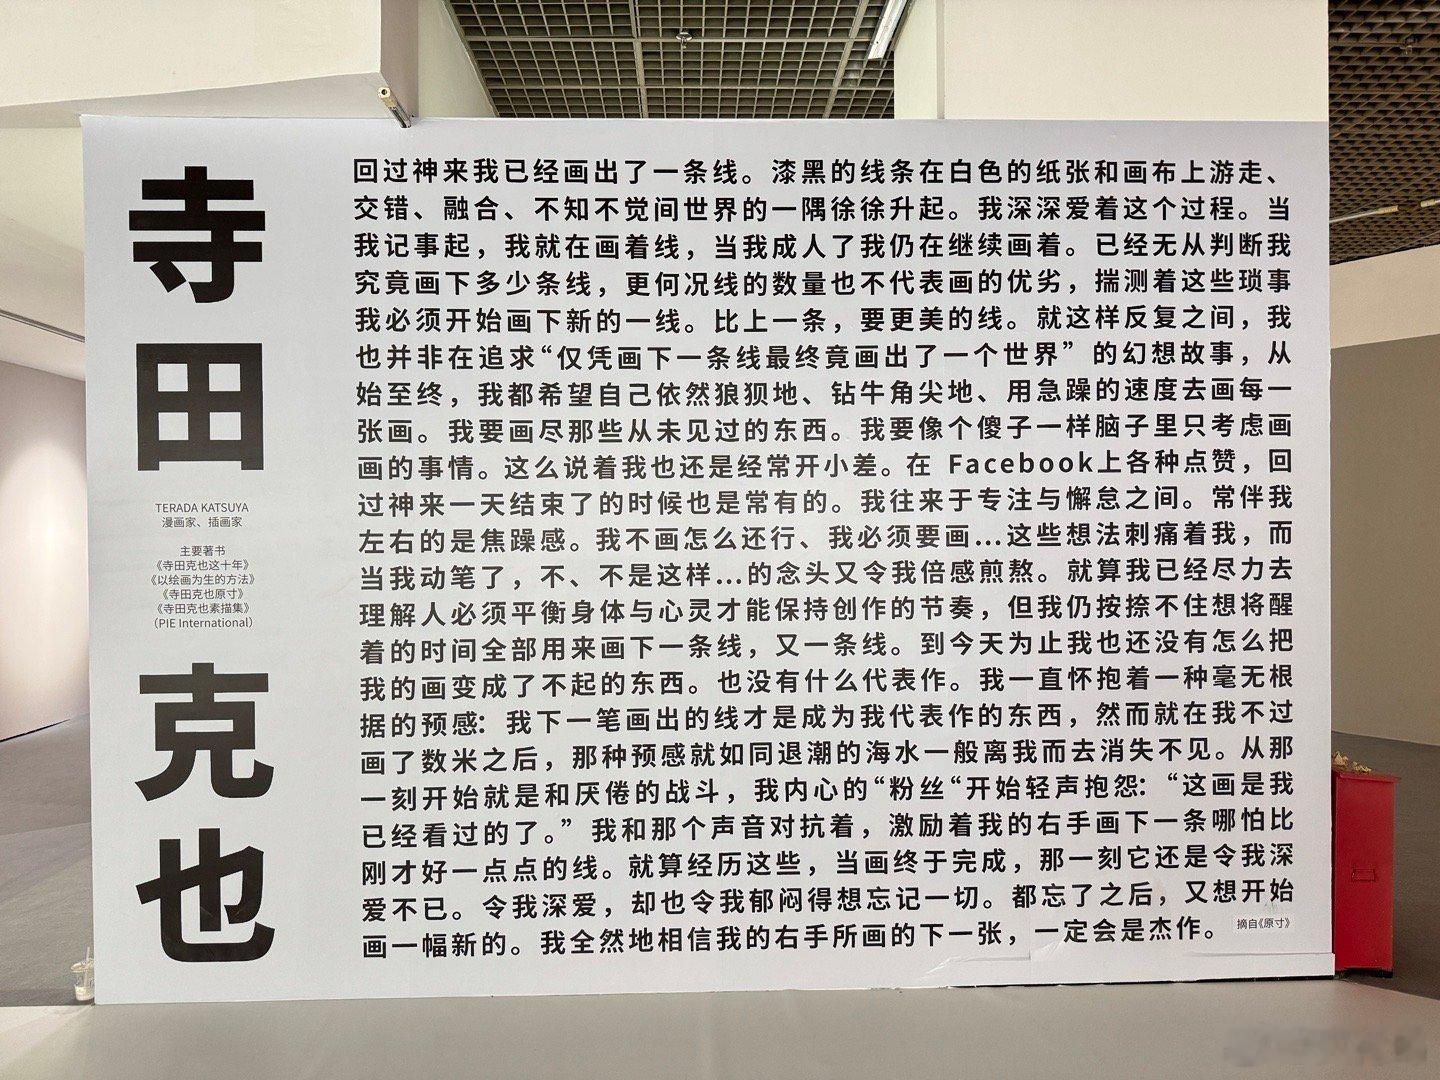 寺田克也
TERADA KATSUYA
漫画家、插画家
主要著书
《寺田克也这十年》
《以绘画为生的方法》
《寺田克也原寸》
《寺田克也素描集》
（PIE International）
回过神来我已经画出了一条线。漆黑的线条在白色的纸张和画布上游走、
交错、融合、不知不觉间世界的一隅徐徐升起。我深深爱着这个过程。当
我记事起，我就在画着线，当我成人了我仍在继续画着。已经无从判断我
究竟画下多少条线，更何况线的数量也不代表画的优劣，揣测着这些琐事
我必须开始画下新的一线。比上一条，要更美的线。就这样反复之间，我
也并非在追求“仅凭画下一条线最终竟画出了一个世界”的幻想故事，从
始至终，我都希望自己依然狼狈地、钻牛角尖地、用急躁的速度去画每一
张画。我要画尽那些从未见过的东西。我要像个傻子一样脑子里只考虑画
画的事情。这么说着我也还是经常开小差。在 Facebook上各种点赞，回
过神来一天结束了的时候也是常有的。我往来于专注与懈怠之间。常伴我
左右的是焦躁感。我不画怎么还行、我必须要画...这些想法刺痛着我，而
当我动笔了，不、不是这样...的念头又令我倍感煎熬。就算我已经尽力去
理解人必须平衡身体与心灵才能保持创作的节奏，但我仍按捺不住想将醒
着的时间全部用来画下一条线，又一条线。到今天为止我也还没有怎么把
我的画变成了不起的东西。也没有什么代表作。我一直怀抱着一种毫无根
据的预感：我下一笔画出的线才是成为我代表作的东西，然而就在我不过
画了数米之后，那种预感就如同退潮的海水一般离我而去消失不见。从那
一刻开始就是和厌倦的战斗，我内心的“粉丝“开始轻声抱怨：“这画是我
已经看过的了。”我和那个声音对抗着，激励着我的右手画下一条哪怕比
刚才好一点点的线。就算经历这些，当画终于完成，那一刻它还是令我深
爱不已。令我深爱，却也令我郁闷得想忘记一切。都忘了之后，又想开始
画一幅新的。我全然地相信我的右手所画的下一张，一定会是杰作。
摘自《原寸》